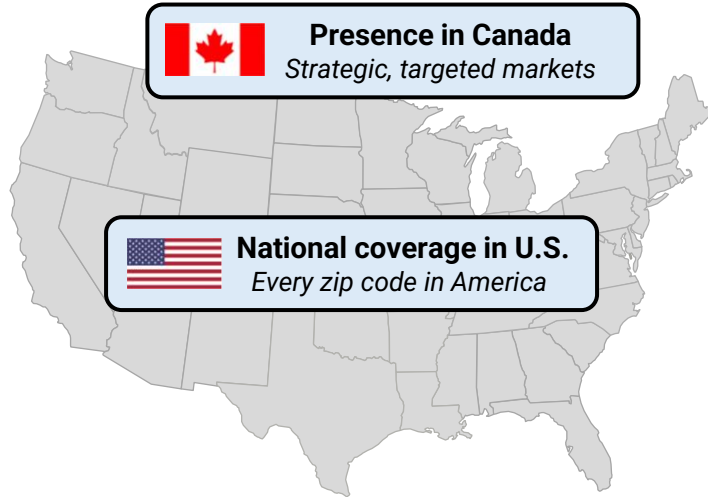 Presence in Canada
Strategic, targeted markets
National coverage in U.S.
Every zip code in America